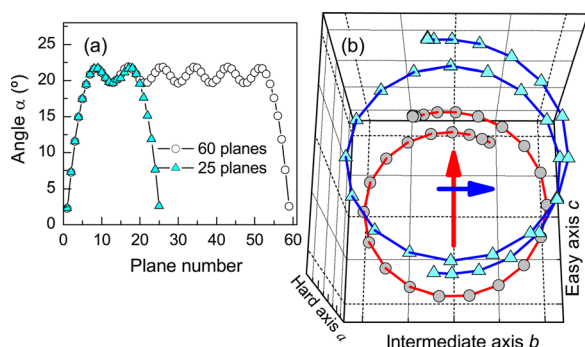 (a)
Angle α (º)
25
20
15
10
5
0
60 planes
25 planes
0 10 20 30 40 50 60
Plane number
(b)
Hard axis a
Intermediate axis b
Easy axis c